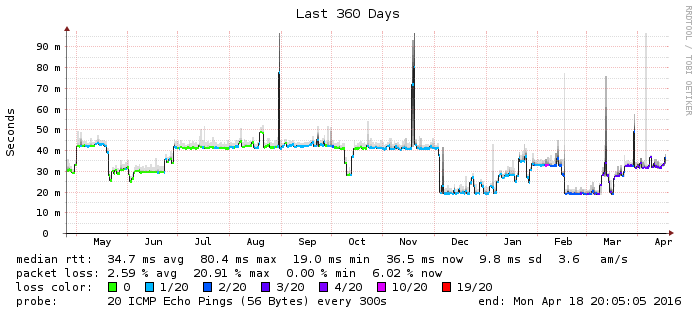 Last 360 Days
RRDTOOL / TOBI OETIKER
Seconds
90 m
80 m
70 m
60 m
50 m
40 m
30 m
20 m
10 m
0
May Jun Jul Aug Sep Oct Nov Dec Jan Feb Mar Apr
median rtt: 34.7 ms avg 80.4 ms max 19.0 ms min 36.5 ms now 9.8 ms sd 3.6 am/s
packet loss: 2.59 % avg 20.91 % max 0.00 % min 6.02 % now
loss color: 0 1/20 2/20 3/20 4/20 10/20 19/20
probe: 20 ICMP Echo Pings (56 Bytes) every 300s end: Mon Apr 18 20:05:05 2016